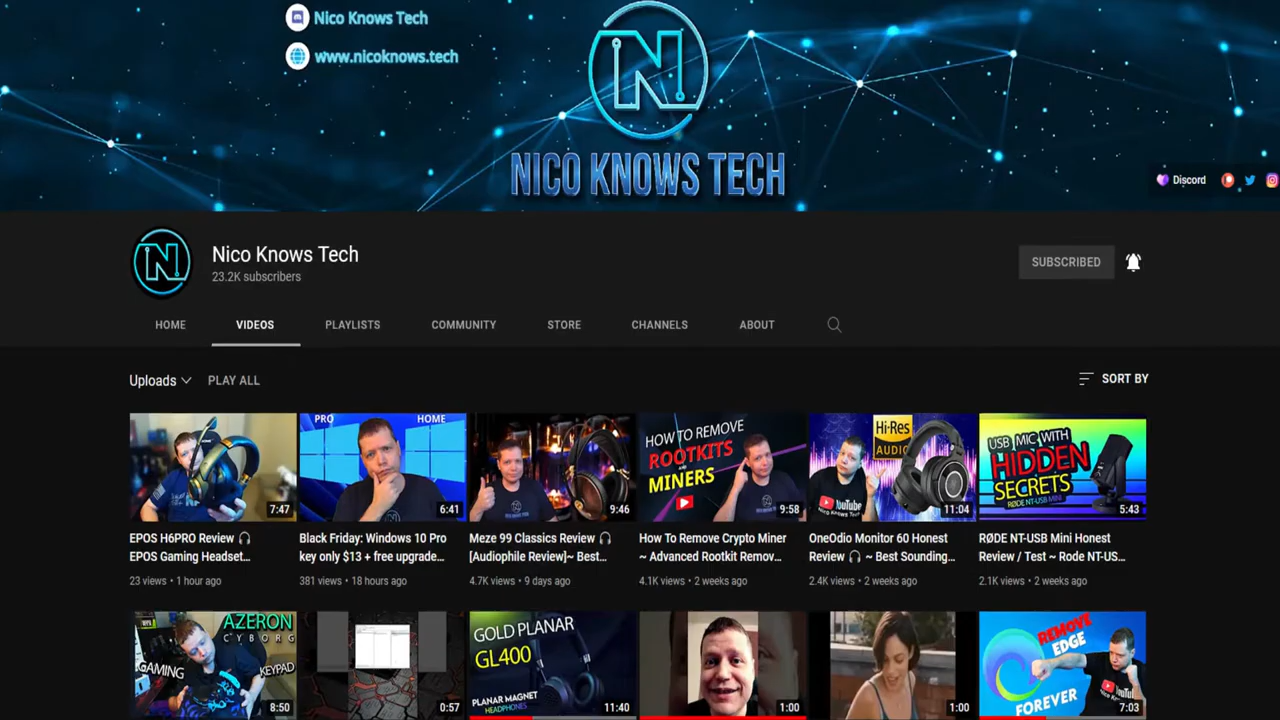 Nico Knows Tech
www.nicoknows.tech
N
NICO KNOWS TECH
Discord
N
Nico Knows Tech
23.2K subscribers
SUBSCRIBED
HOME VIDEOS PLAYLISTS COMMUNITY STORE CHANNELS ABOUT
Uploads PLAY ALL
SORT BY
7:47
PRO HOME
6:41
9:46
HOW TO REMOVE
ROOTKITS
MINERS
9:58
Hi-Res
AUDIO
YouTube
11:04
USB MIC WITH
HIDDEN
SECRETS
RØDE NT-USB MINI
5:43
EPOS H6PRO Review
EPOS Gaming Headset...
23 views • 1 hour ago
Black Friday: Windows 10 Pro
key only $13 + free upgrade...
381 views • 18 hours ago
Meze 99 Classics Review
[Audiophile Review]~ Best...
4.7K views • 9 days ago
How To Remove Crypto Miner
~ Advanced Rootkit Remov...
4.1K views • 2 weeks ago
OneOdio Monitor 60 Honest
Review ~ Best Sounding...
2.4K views • 2 weeks ago
RØDE NT-USB Mini Honest
Review / Test ~ Rode NT-US...
2.1K views • 2 weeks ago
AZERON
CYBORG
GAMING
KEYPAD
8:50
0:57
GOLD PLANAR
GL400
PLANAR MAGNET
HEADPHONES
11:40
1:00
1:00
REMOVE
EDGE
FOREVER
7:03